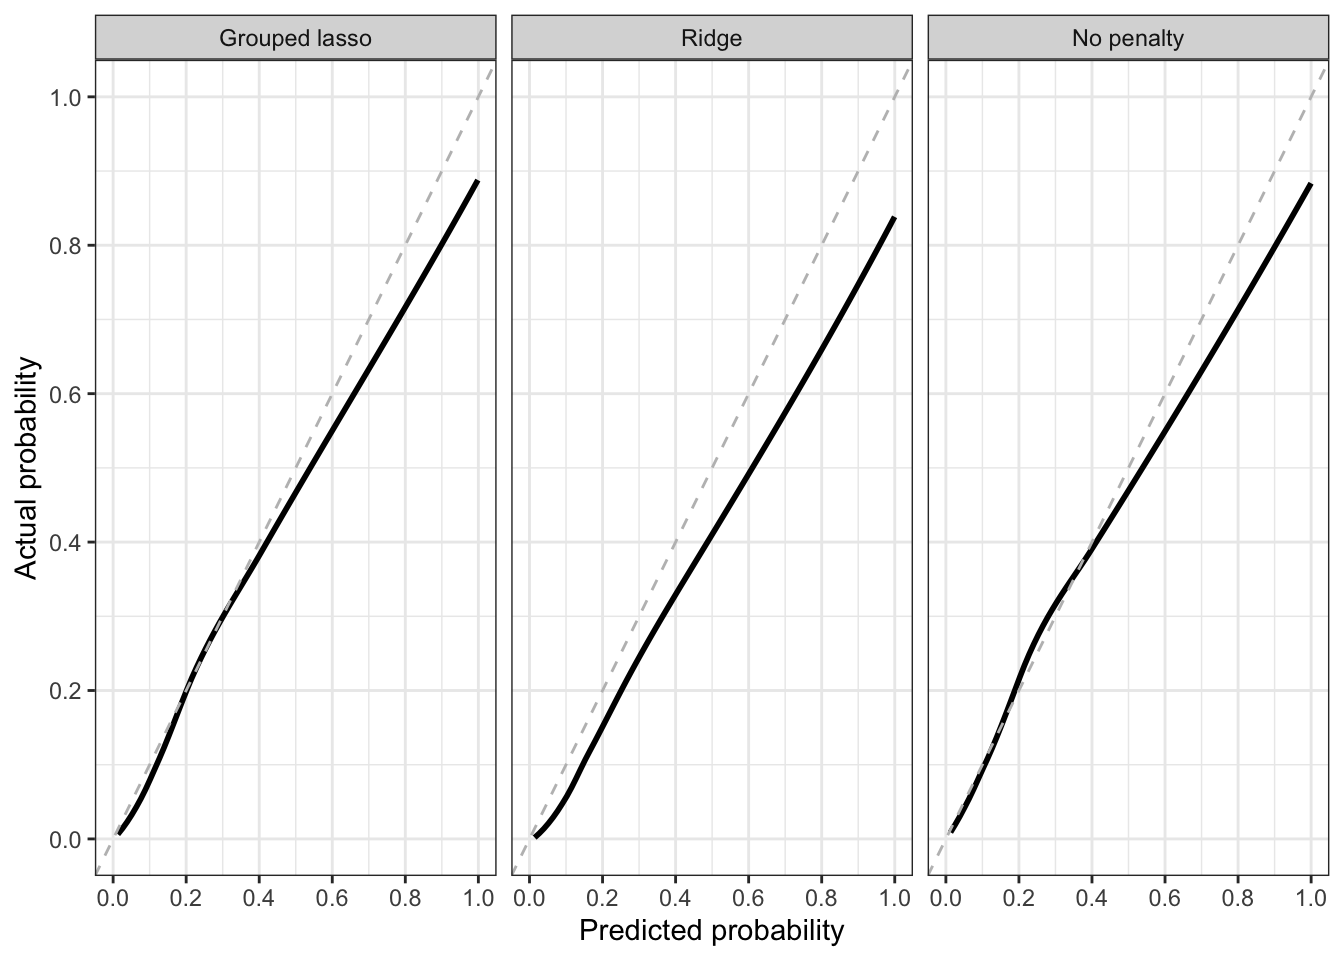 Grouped lasso
Ridge
No penalty
1.0
0.8
0.6
0.4
0.2
0.0
Actual probability
0.0 0.2 0.4 0.6 0.8 1.0
0.0 0.2 0.4 0.6 0.8 1.0
0.0 0.2 0.4 0.6 0.8 1.0
Predicted probability